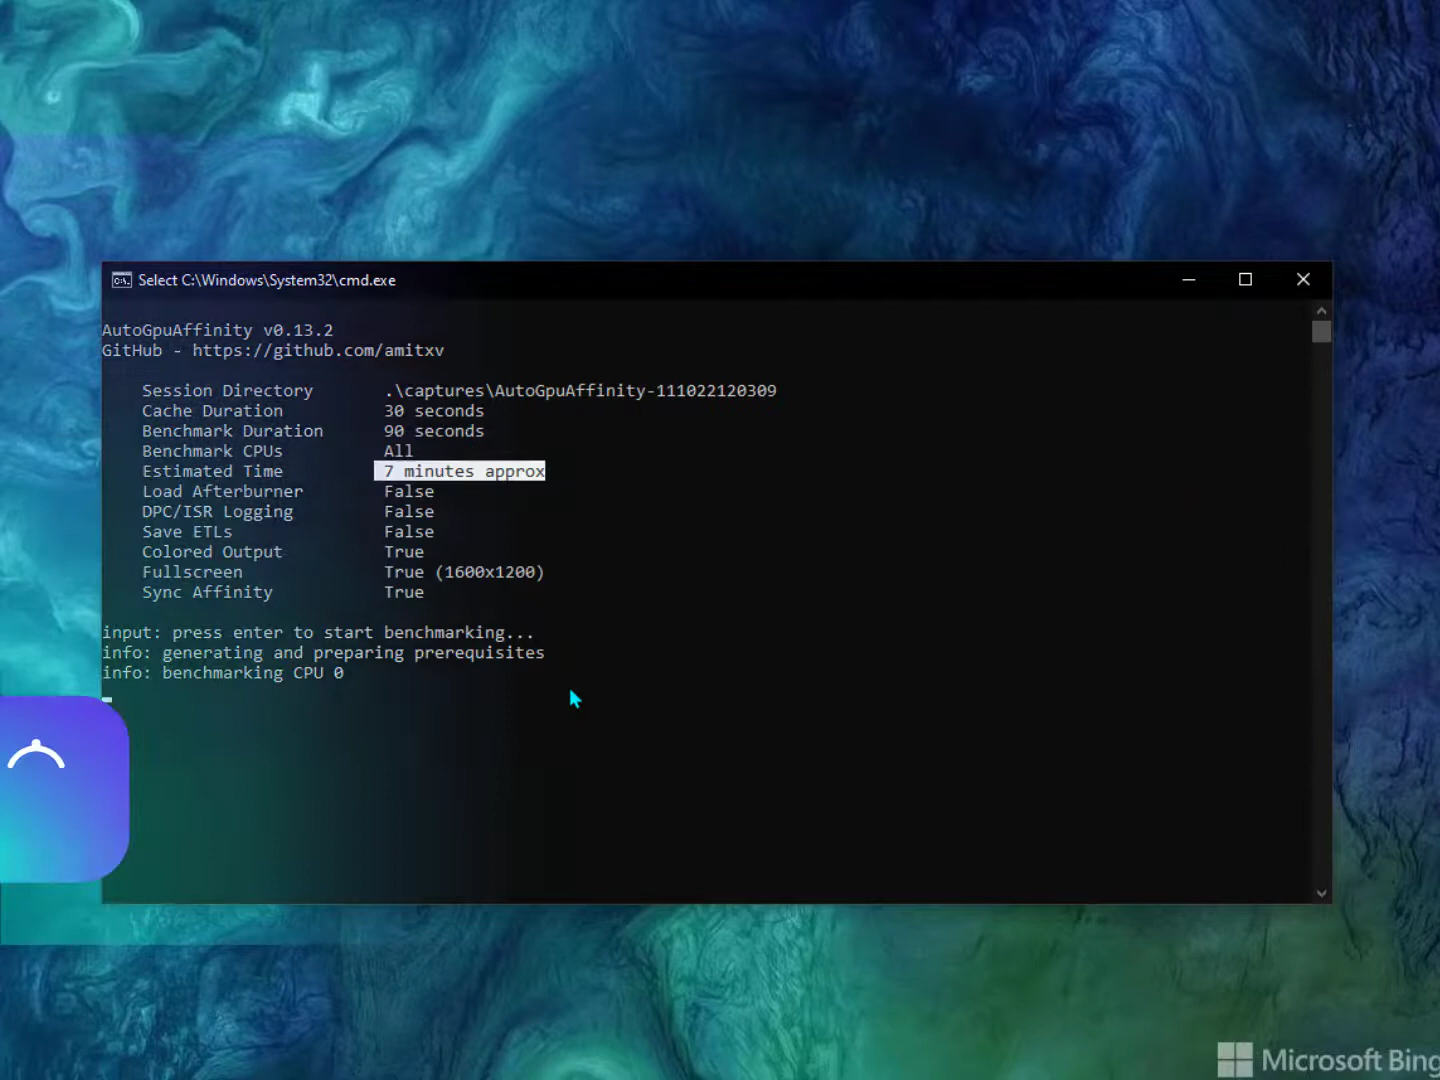 Select C:\Windows\System32\cmd.exe
AutoGpuAffinity v0.13.2
GitHub - https://github.com/amitxv
Session Directory .\captures\AutoGpuAffinity-111022120309
Cache Duration 30 seconds
Benchmark Duration 90 seconds
Benchmark CPUs All
Estimated Time 7 minutes approx
Load Afterburner False
DPC/ISR Logging False
Save ETLs False
Colored Output True
Fullscreen True (1600x1200)
Sync Affinity True
input: press enter to start benchmarking...
info: generating and preparing prerequisites
info: benchmarking CPU 0
Microsoft Bing